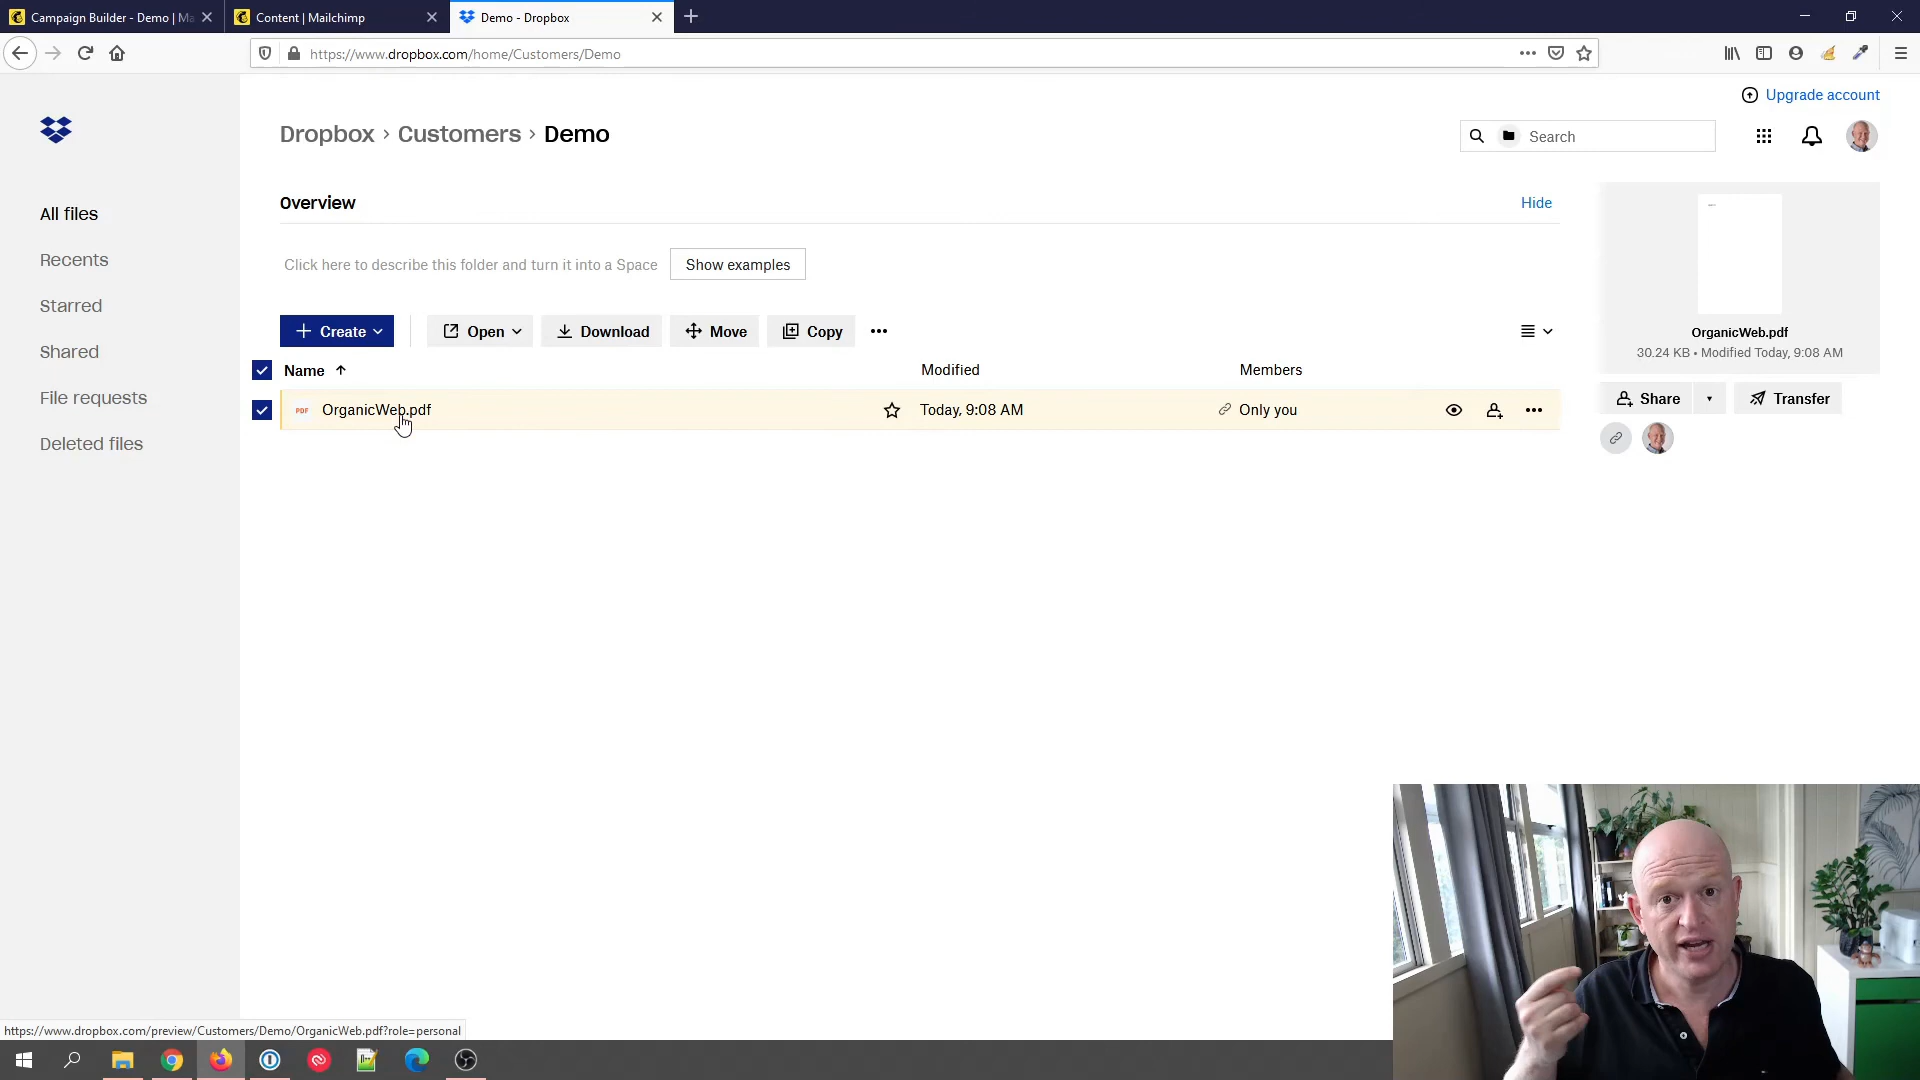 Campaign Builder - Demo | Ma
Content | Mailchimp
Demo - Dropbox
https://www.dropbox.com/home/Customers/Demo
Upgrade account
Dropbox › Customers › Demo
Search
Overview
Hide
Click here to describe this folder and turn it into a Space
Show examples
All files
Recents
Starred
Shared
File requests
Deleted files
Create
Open
Download
Move
Copy
Name
Modified
Members
PDF
OrganicWeb.pdf
Today, 9:08 AM
Only you
OrganicWeb.pdf
30.24 KB • Modified Today, 9:08 AM
Share
Transfer
https://www.dropbox.com/preview/Customers/Demo/OrganicWeb.pdf?role=personal